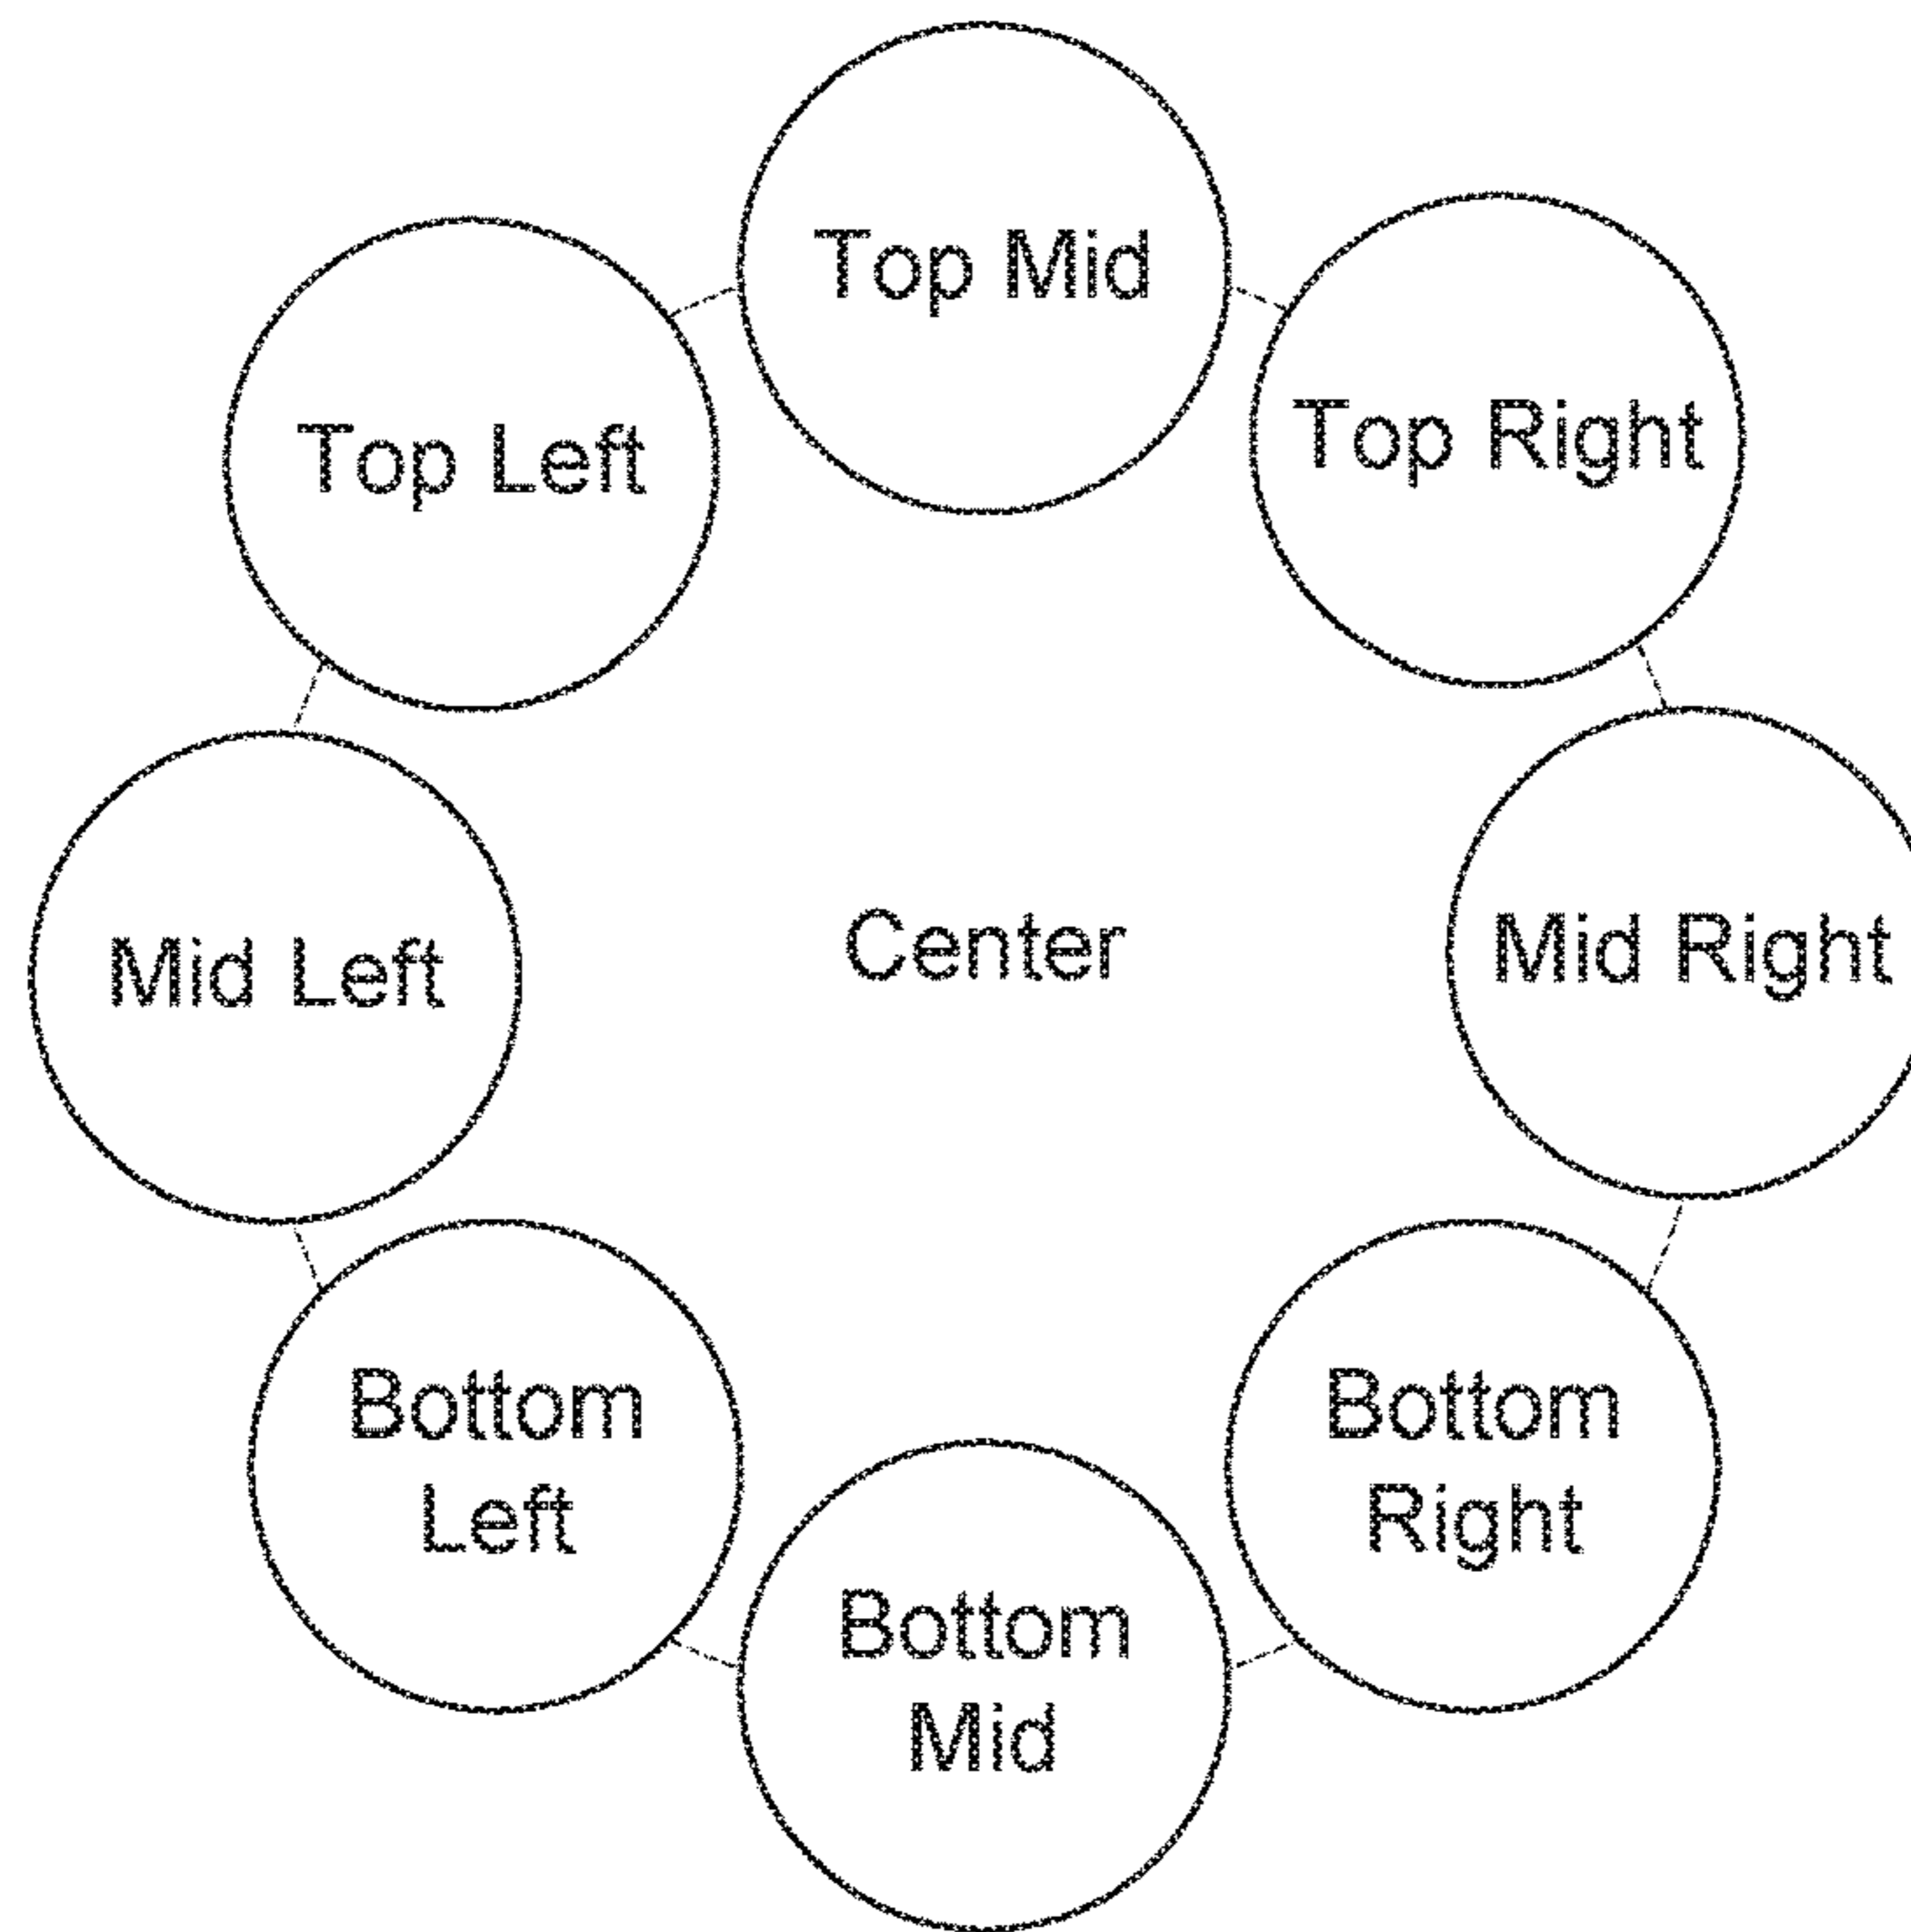 Top Mid
Top Left
Top Right
Mid Left
Center
Mid Right
Bottom
Left
Bottom
Right
Bottom
Mid